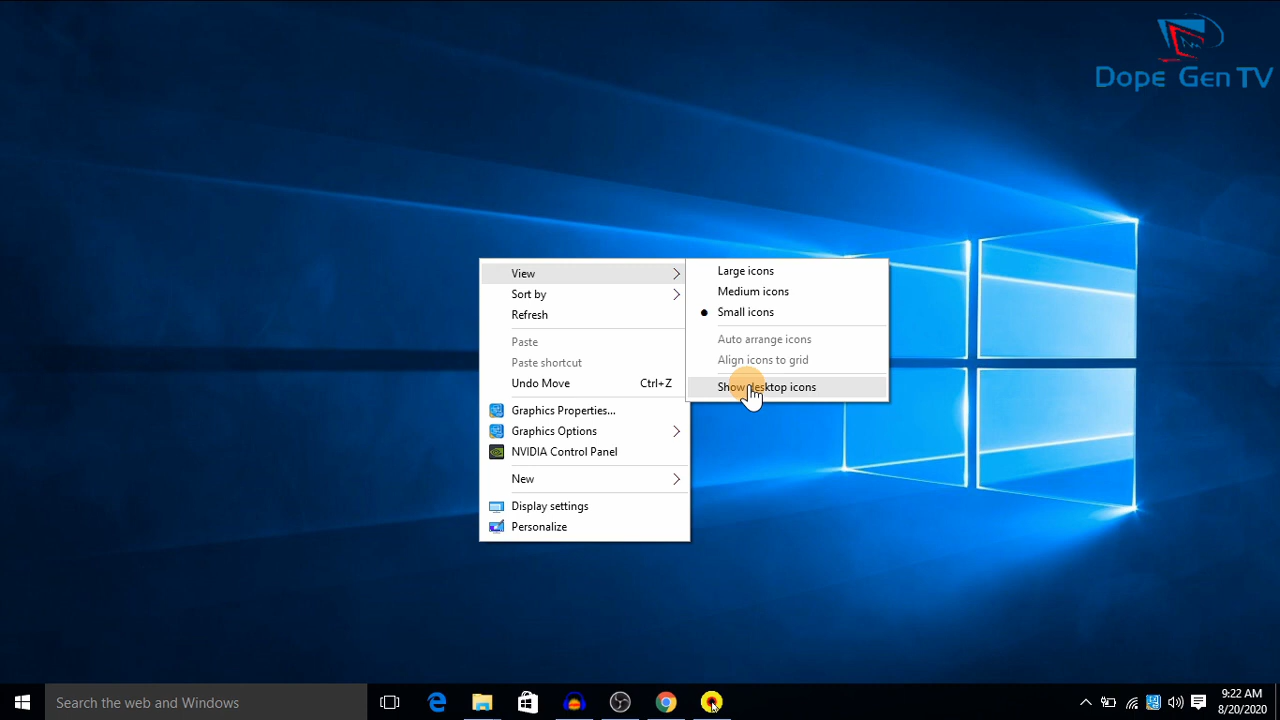 Dope Gen TV
View
Large icons
Medium icons
Small icons
Auto arrange icons
Align icons to grid
Show desktop icons
Sort by
Refresh
Paste
Paste shortcut
Undo Move Ctrl+Z
Graphics Properties...
Graphics Options
NVIDIA Control Panel
New
Display settings
Personalize
Search the web and Windows
9:22 AM
8/20/2020